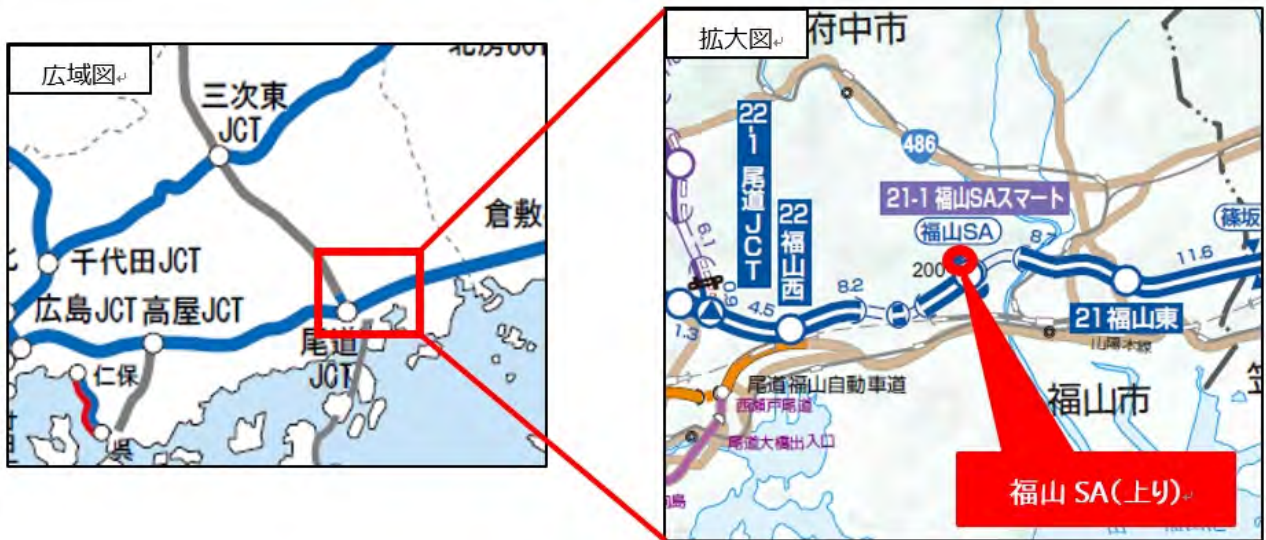 広域図
三次東
JCT
倉敷
千代田JCT
広島JCT
高屋JCT
尾道
JCT
仁保
呉
拡大図
府中市
486
22-1 尾道JCT
22 福山西
21-1 福山SAスマート
福山SA
篠坂
200
6.1
0.9
1.3
4.5
8.2
8.7
11.6
21 福山東
山陽本線
尾道福山自動車道
西瀬戸尾道
尾道大橋出入口
福山市
福山 SA(上り)